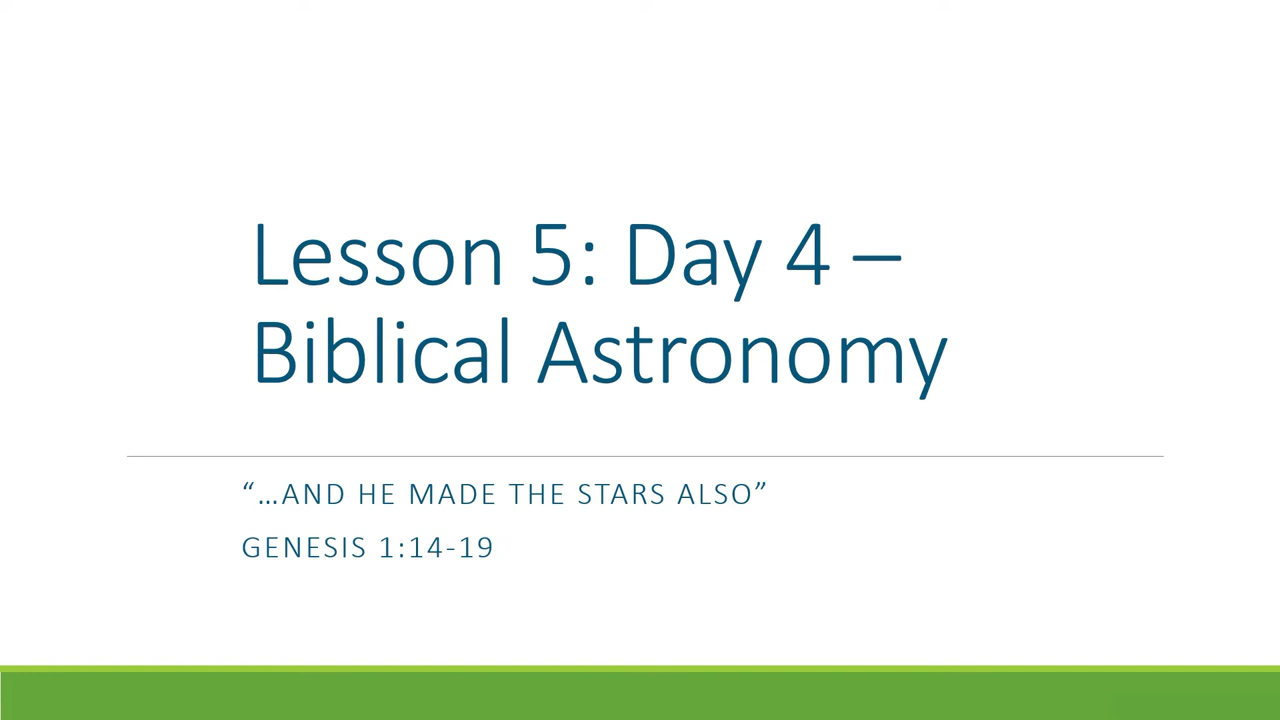 Lesson 5: Day 4 –
Biblical Astronomy
“…AND HE MADE THE STARS ALSO”
GENESIS 1:14-19